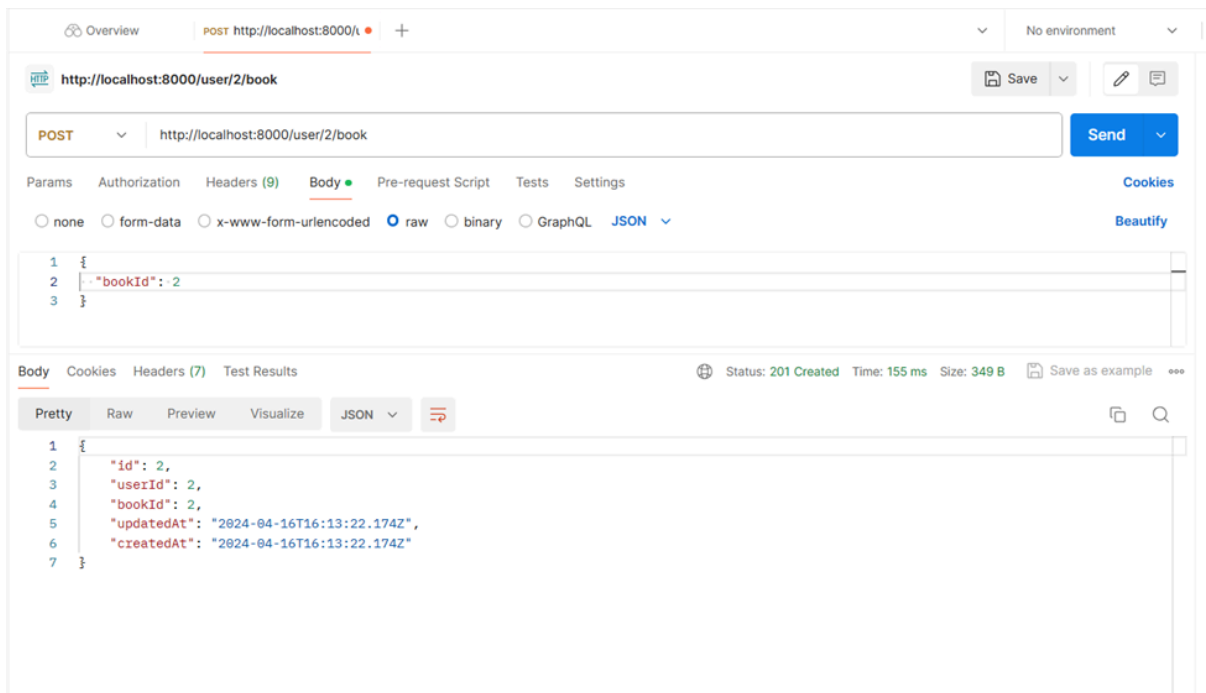 Overview POST http://localhost:8000/u No environment
HTTP http://localhost:8000/user/2/book Save
POST http://localhost:8000/user/2/book Send
Params Authorization Headers (9) Body Pre-request Script Tests Settings Cookies
none form-data x-www-form-urlencoded raw binary GraphQL JSON Beautify
1 {
2 "bookId": 2
3 }
Body Cookies Headers (7) Test Results Status: 201 Created Time: 155 ms Size: 349 B Save as example
Pretty Raw Preview Visualize JSON
1 {
2 "id": 2,
3 "userId": 2,
4 "bookId": 2,
5 "updatedAt": "2024-04-16T16:13:22.174Z",
6 "createdAt": "2024-04-16T16:13:22.174Z"
7 }